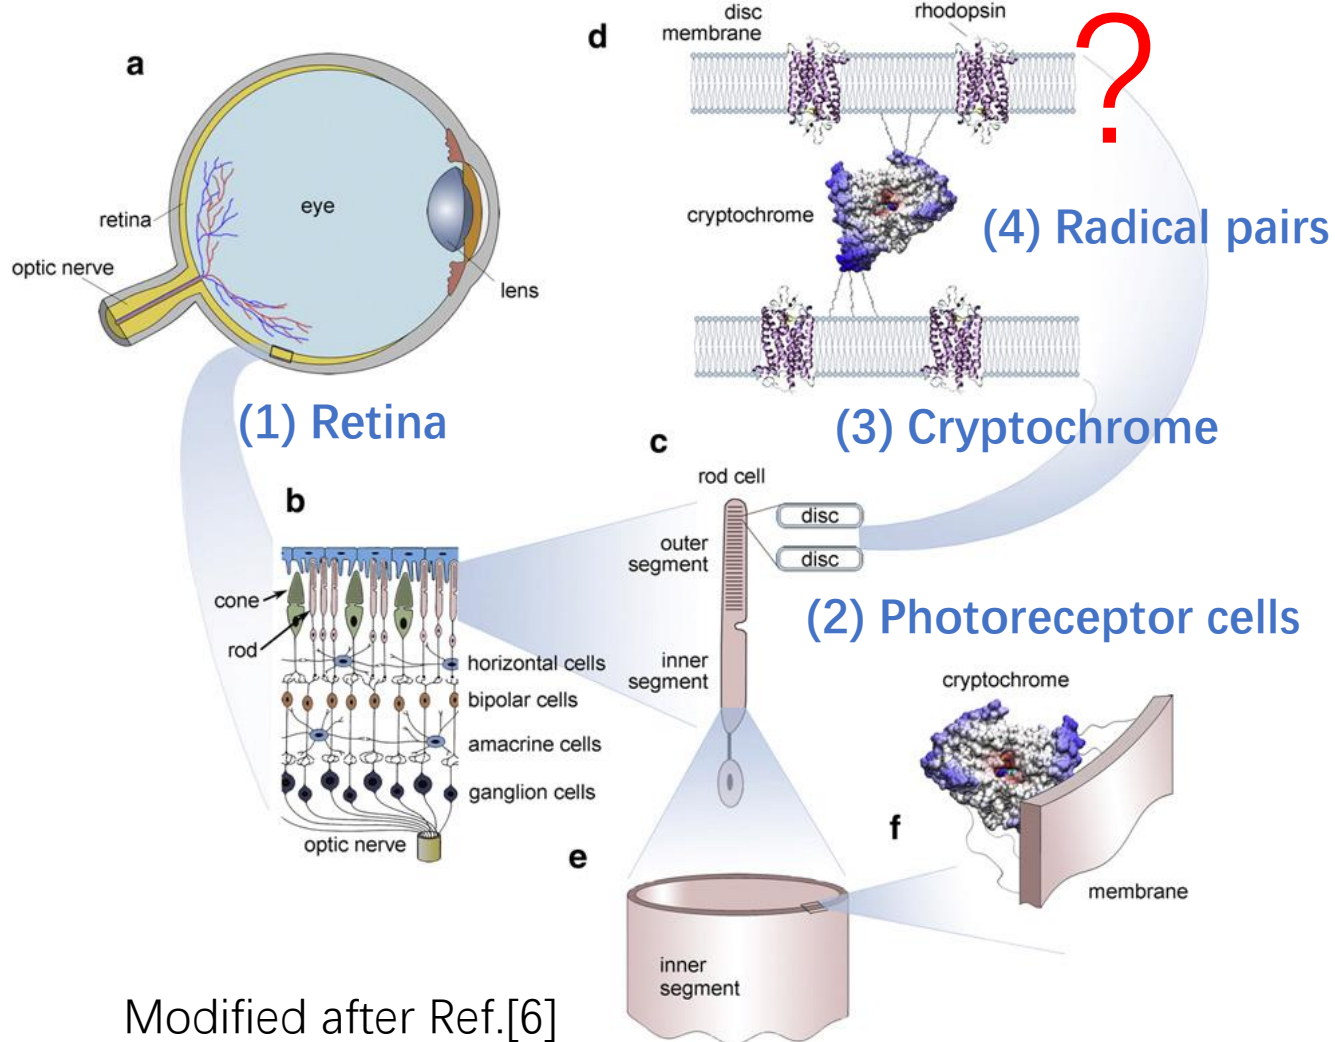 a
retina
optic nerve
eye
lens
(1) Retina
d
disc
membrane
rhodopsin
?
cryptochrome
(4) Radical pairs
(3) Cryptochrome
b
cone
rod
horizontal cells
bipolar cells
amacrine cells
ganglion cells
optic nerve
c
rod cell
outer
segment
disc
disc
inner
segment
(2) Photoreceptor cells
cryptochrome
f
membrane
e
inner
segment
Modified after Ref.[6]